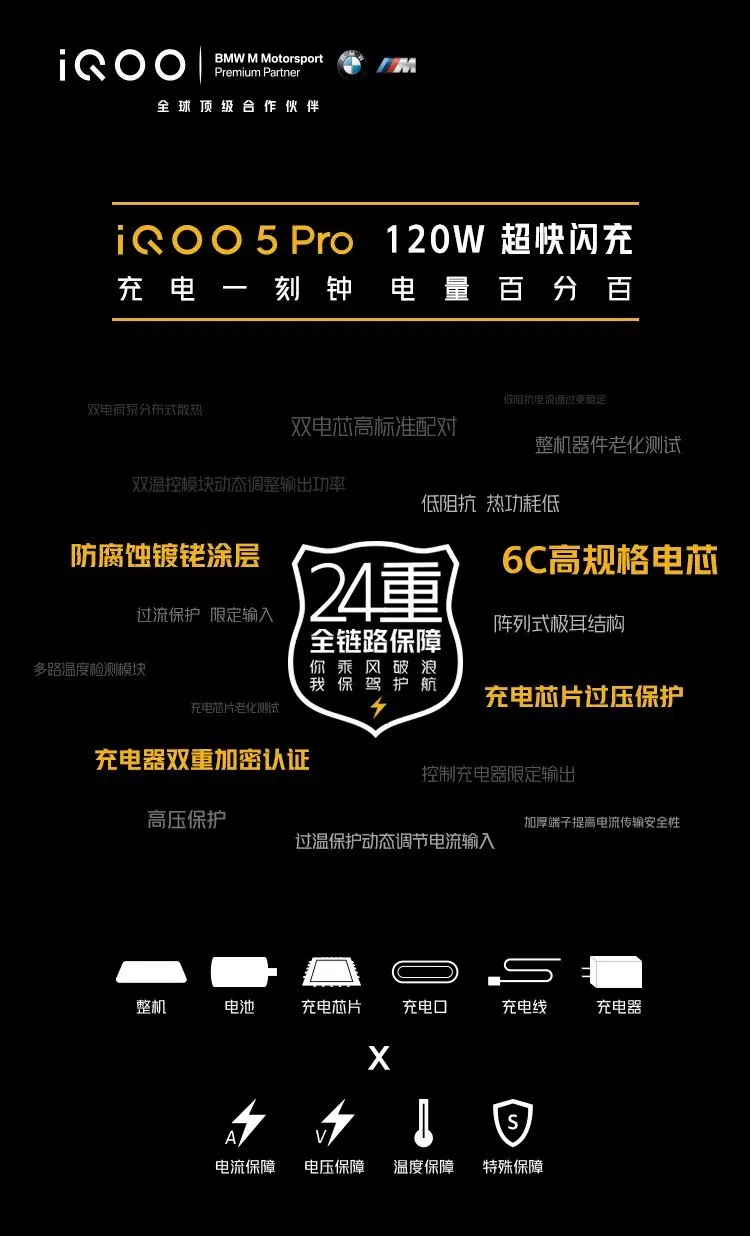 iQOO
BMW M Motorsport
Premium Partner
全球顶级合作伙伴
iQOO 5 Pro 120W 超快闪充
充电一刻钟 电量百分百
双电荷泵分布式散热
低阻抗电流通过更稳定
双电芯高标准配对
整机器件老化测试
双温控模块动态调整输出功率
低阻抗 热功耗低
防腐蚀镀铑涂层
6C高规格电芯
过流保护 限定输入
24重
全链路保障
你乘风破浪
我保驾护航
阵列式极耳结构
多路温度检测模块
充电芯片过压保护
充电芯片老化测试
充电器双重加密认证
控制充电器限定输出
高压保护
加厚端子提高电流传输安全性
过温保护动态调节电流输入
整机 电池 充电芯片 充电口 充电线 充电器
X
A V S
电流保障 电压保障 温度保障 特殊保障